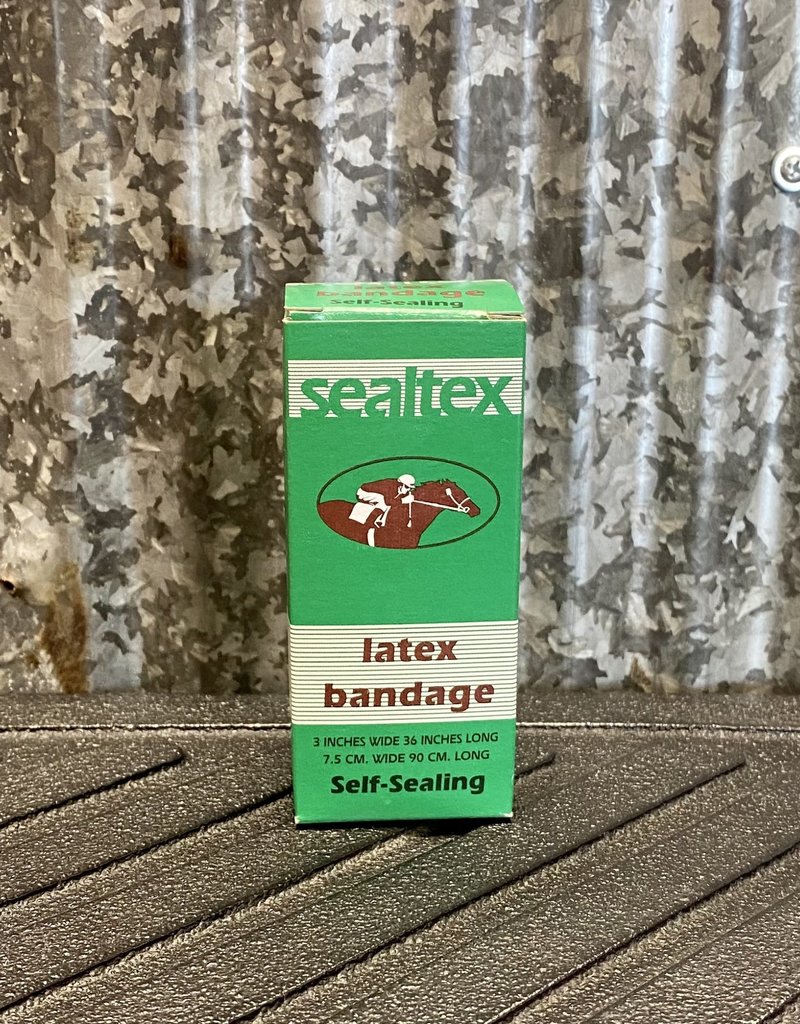 bandage
Self-Sealing
sealtex
latex
bandage
3 INCHES WIDE 36 INCHES LONG
7.5 CM. WIDE 90 CM. LONG
Self-Sealing